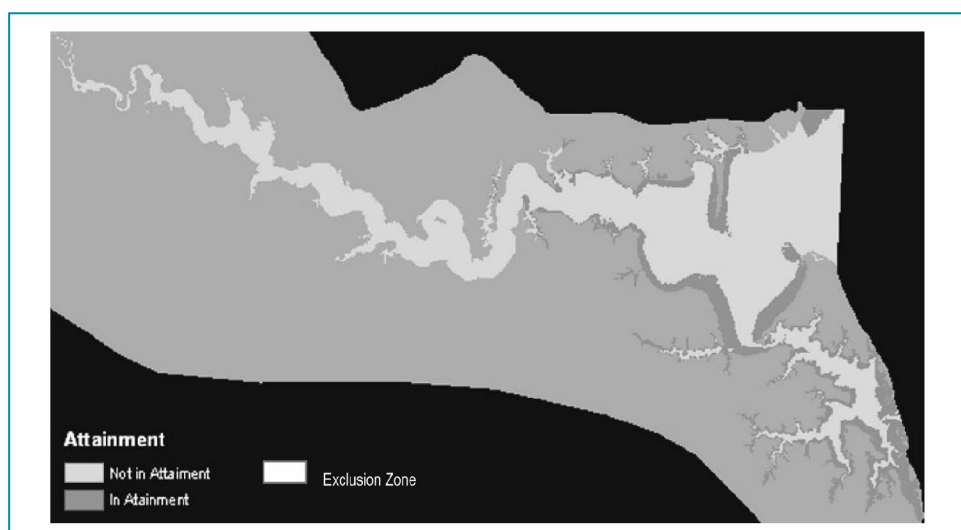 Attainment
Not in Attaiment
In Atainment
Exclusion Zone